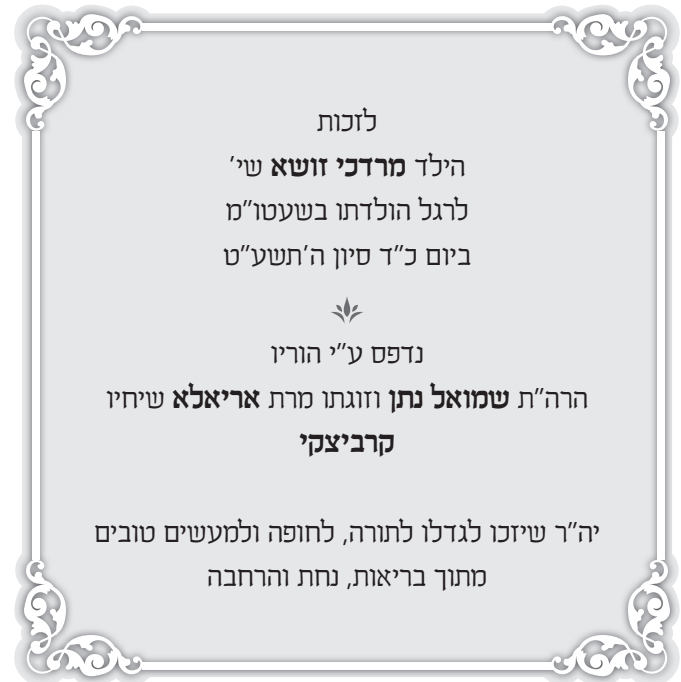 לזכות
הילד מרדכי זושא שי'
לרגל הולדתו בשעטו"מ
ביום כ"ד סיון ה'תשע"ט
נדפס ע"י הוריו
הרה"ת שמואל נתן וזוגתו מרת אריאלא שיחיו
קרביצקי
יה"ר שיזכו לגדלו לתורה, לחופה ולמעשים טובים
מתוך בריאות, נחת והרחבה